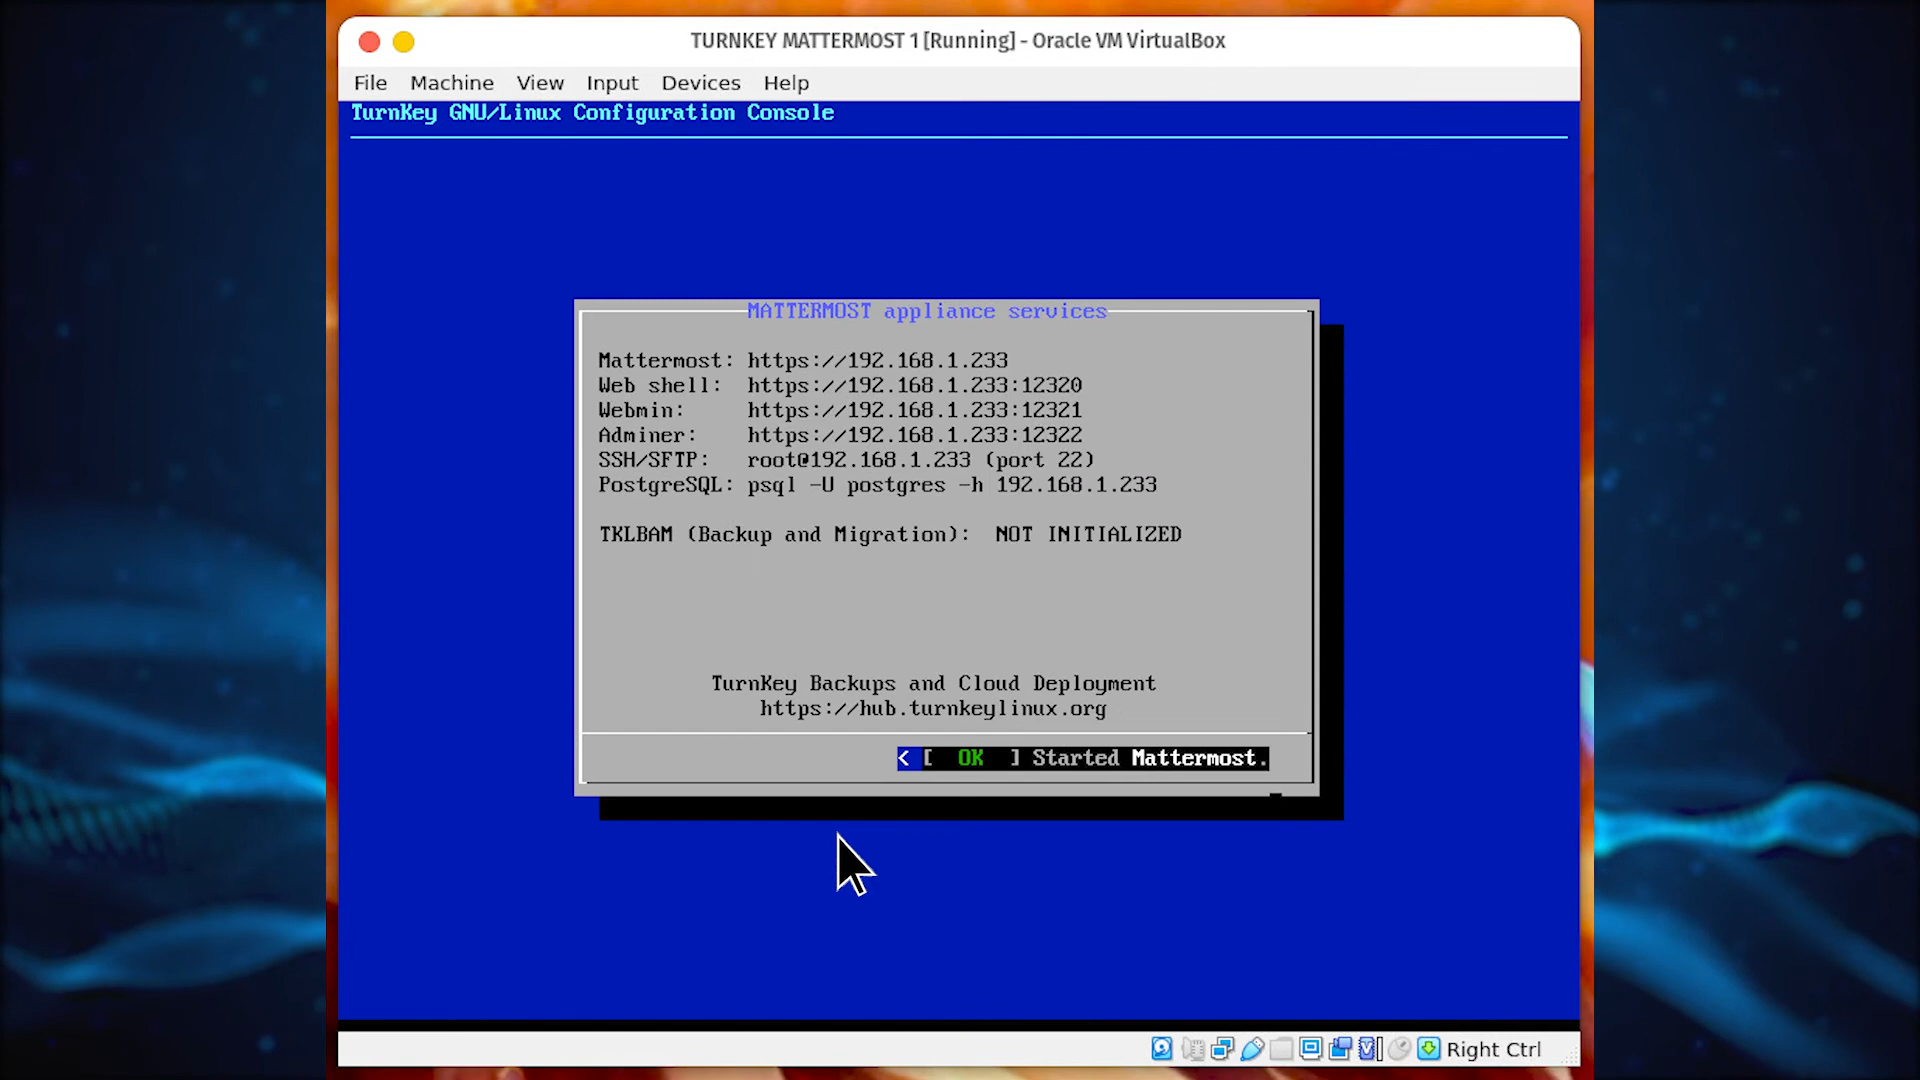 TURNKEY MATTERMOST 1 [Running] - Oracle VM VirtualBox
File Machine View Input Devices Help
TurnKey GNU/Linux Configuration Console
MATTERMOST appliance services
Mattermost: https://192.168.1.233
Web shell: https://192.168.1.233:12320
Webmin: https://192.168.1.233:12321
Adminer: https://192.168.1.233:12322
SSH/SFTP: root@192.168.1.233 (port 22)
PostgreSQL: psql -U postgres -h 192.168.1.233
TKLBAM (Backup and Migration): NOT INITIALIZED
TurnKey Backups and Cloud Deployment
https://hub.turnkeylinux.org
< [ OK ] Started Mattermost.
Right Ctrl